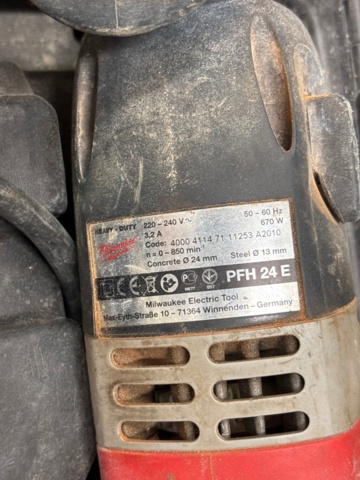 HEAVY-DUTY 220 – 240 V~ 50 – 60 Hz
3,2 A 670 W
Code: 4000 4114 71 11253 A2010
n = 0 – 850 min⁻¹
Concrete Ø 24 mm Steel Ø 13 mm
Milwaukee
PFH 24 E
Milwaukee Electric Tool
Max-Eyth-Straße 10 – 71364 Winnenden – Germany